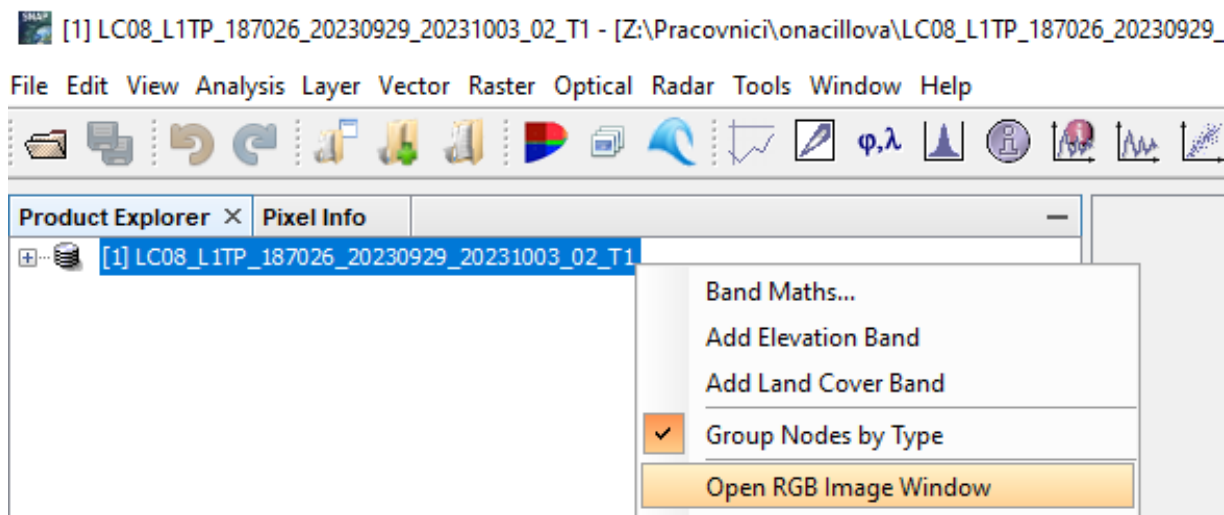 SNAP [1] LC08_L1TP_187026_20230929_20231003_02_T1 - [Z:\Pracovnici\onacillova\LC08_L1TP_187026_20230929_
File Edit View Analysis Layer Vector Raster Optical Radar Tools Window Help
φ,λ
Product Explorer × Pixel Info
[1] LC08_L1TP_187026_20230929_20231003_02_T1
Band Maths...
Add Elevation Band
Add Land Cover Band
Group Nodes by Type
Open RGB Image Window